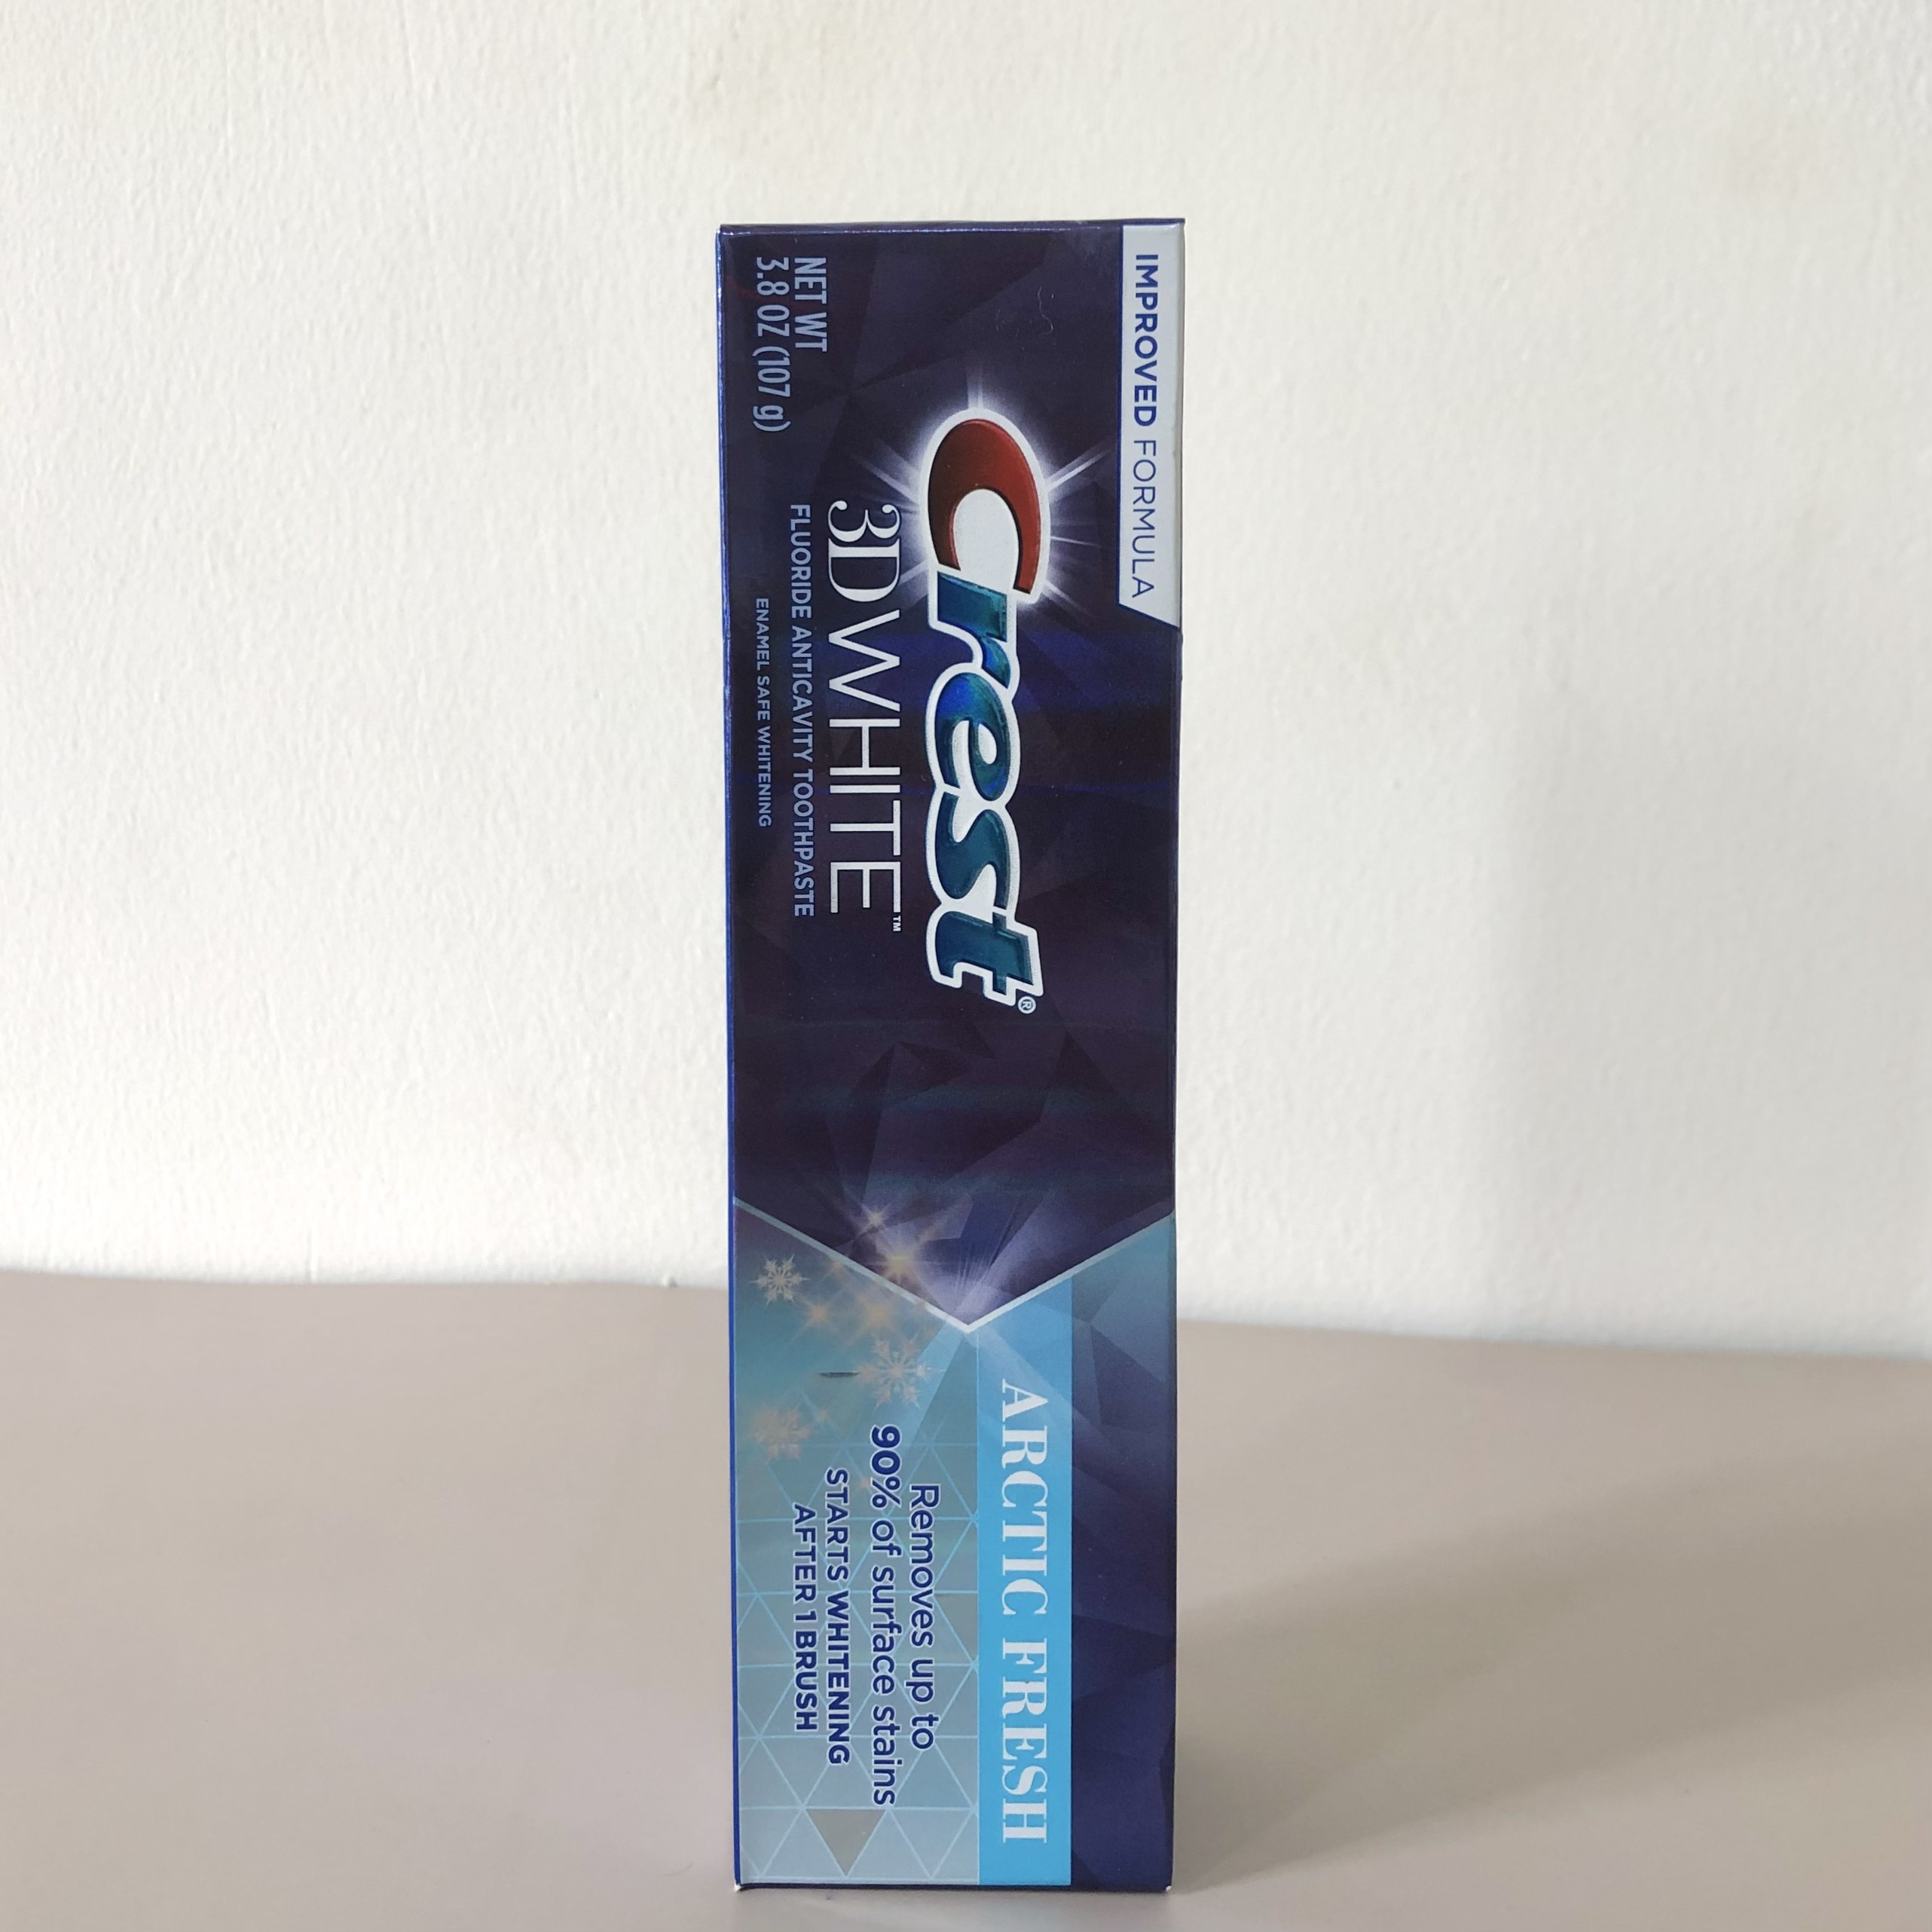 IMPROVED FORMULA
Crest®
3D WHITE™
FLUORIDE ANTICAVITY TOOTHPASTE
ENAMEL SAFE WHITENING
NET WT
3.8 OZ (107 g)
ARCTIC FRESH
Removes up to
90% of surface stains
STARTS WHITENING
AFTER 1 BRUSH